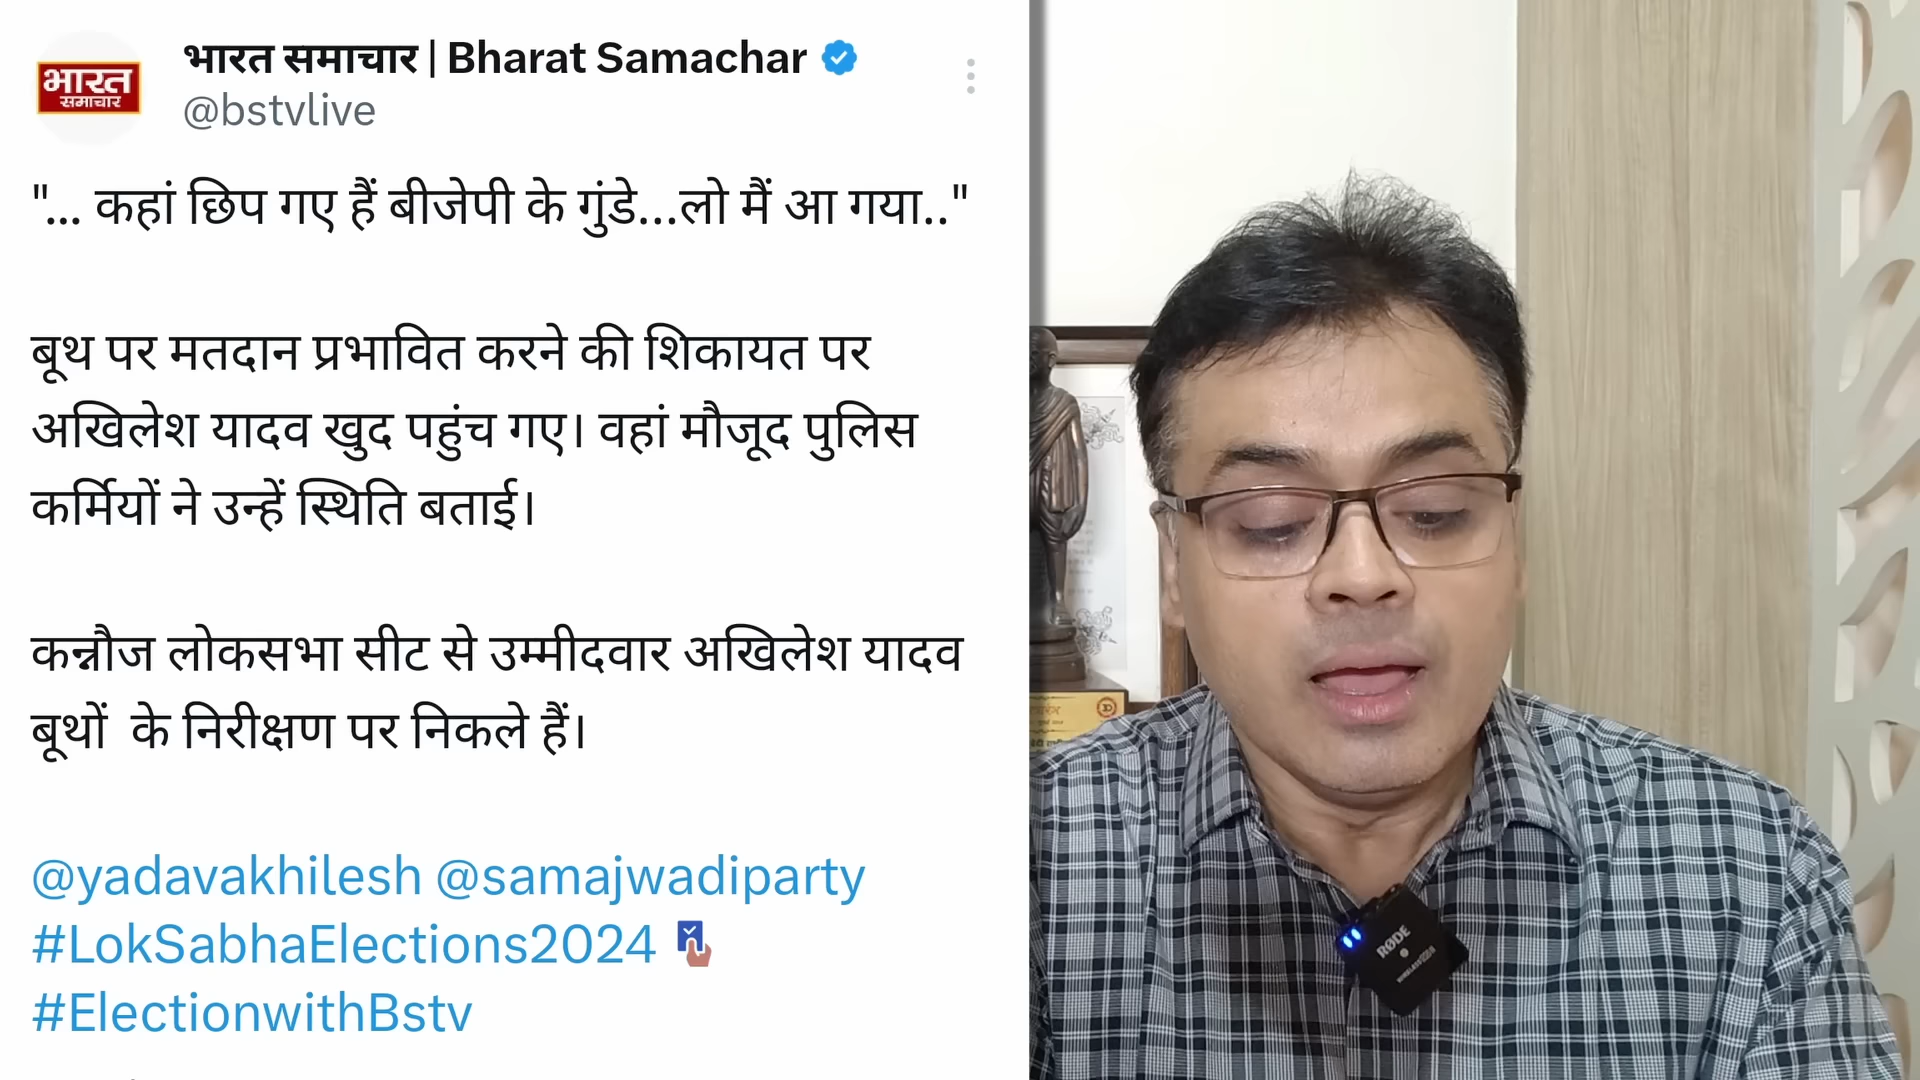 भारत समाचार | Bharat Samachar
भारत
समाचार
@bstvlive
"... कहां छिप गए हैं बीजेपी के गुंडे...लो मैं आ गया.."
बूथ पर मतदान प्रभावित करने की शिकायत पर
अखिलेश यादव खुद पहुंच गए। वहां मौजूद पुलिस
कर्मियों ने उन्हें स्थिति बताई।
कन्नौज लोकसभा सीट से उम्मीदवार अखिलेश यादव
बूथों के निरीक्षण पर निकले हैं।
@yadavakhilesh @samajwadiparty
#LokSabhaElections2024
#ElectionwithBstv
RØDE